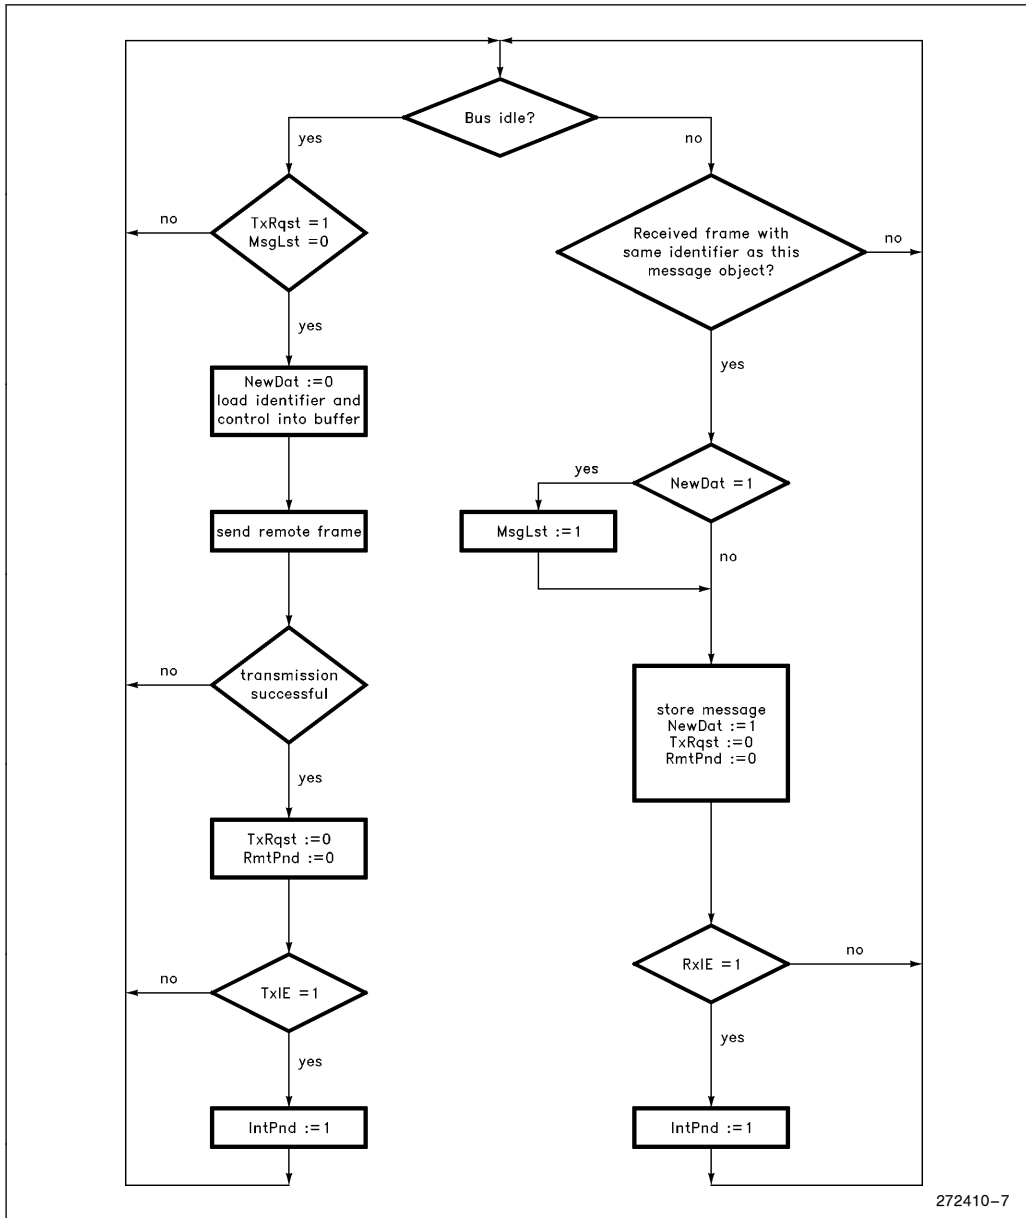 Bus idle?
yes
no
TxRqst =1
MsgLst =0
no
yes
NewDat :=0
load identifier and
control into buffer
send remote frame
transmission
successful
no
yes
TxRqst :=0
RmtPnd :=0
TxIE =1
no
yes
IntPnd :=1
Received frame with
same identifier as this
message object?
no
yes
NewDat =1
yes
MsgLst :=1
no
store message
NewDat :=1
TxRqst :=0
RmtPnd :=0
RxIE =1
no
yes
IntPnd :=1
272410–7